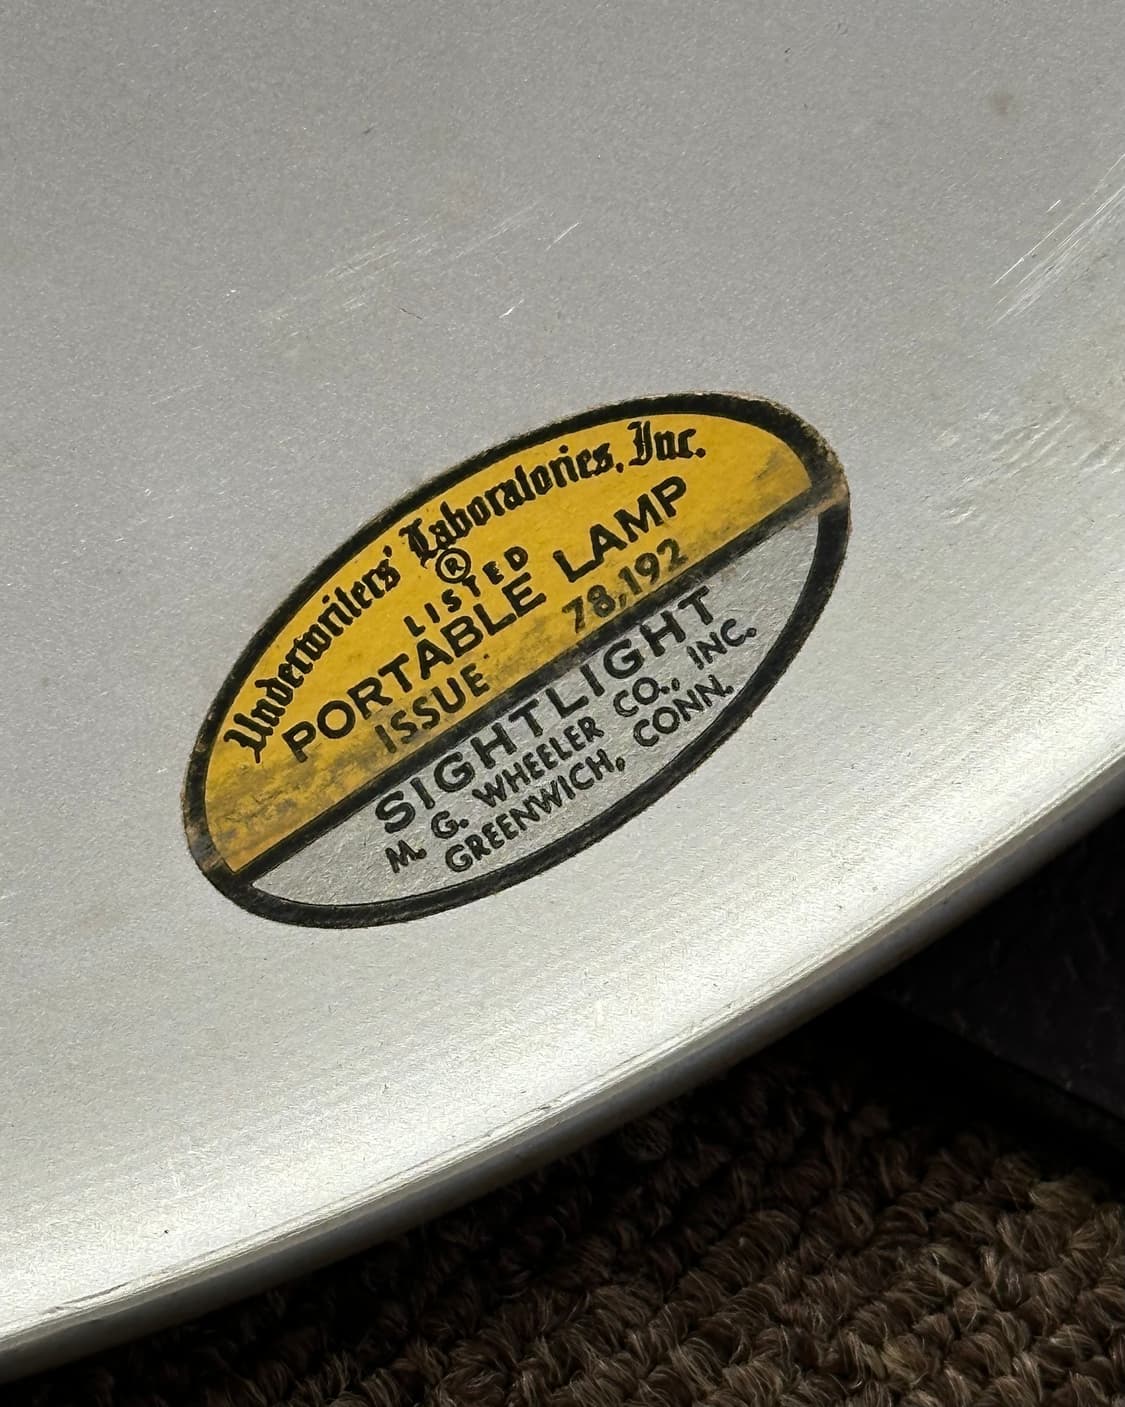 Underwriters' Laboratories, Inc.
®
LISTED
PORTABLE LAMP
ISSUE 78,192
SIGHTLIGHT
M. G. WHEELER CO., INC.
GREENWICH, CONN.